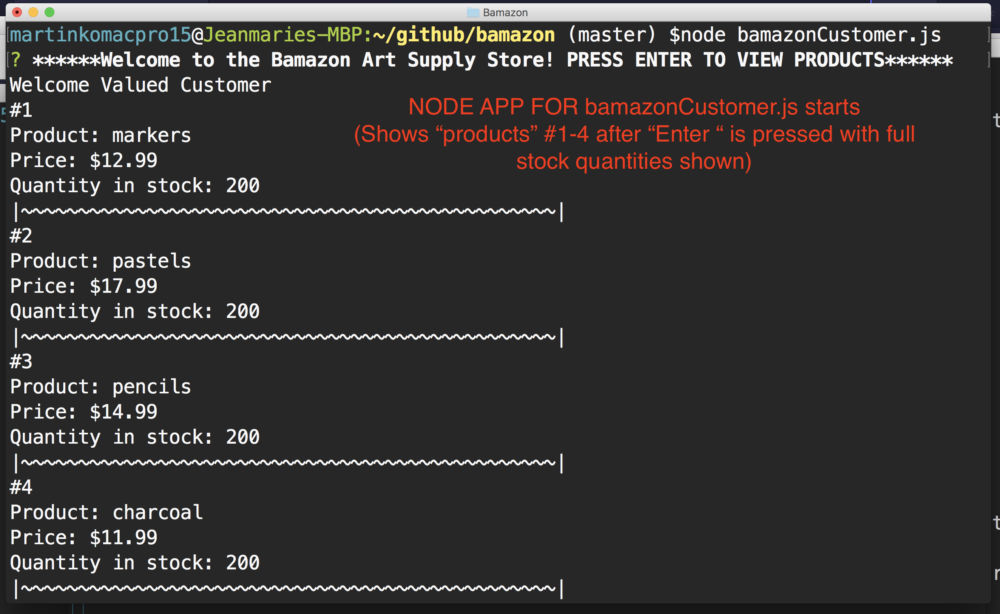 Bamazon
martinkomacpro15@Jeanmaries-MBP:~/github/bamazon (master) $node bamazonCustomer.js
? ******Welcome to the Bamazon Art Supply Store! PRESS ENTER TO VIEW PRODUCTS******
Welcome Valued Customer
NODE APP FOR bamazonCustomer.js starts
(Shows “products” #1-4 after “Enter “ is pressed with full
stock quantities shown)
#1
Product: markers
Price: $12.99
Quantity in stock: 200
|~~~~~~~~~~~~~~~~~~~~~~~~~~~~~~~~~~~~~~~~~~~~~~~|
#2
Product: pastels
Price: $17.99
Quantity in stock: 200
|~~~~~~~~~~~~~~~~~~~~~~~~~~~~~~~~~~~~~~~~~~~~~~~|
#3
Product: pencils
Price: $14.99
Quantity in stock: 200
|~~~~~~~~~~~~~~~~~~~~~~~~~~~~~~~~~~~~~~~~~~~~~~~|
#4
Product: charcoal
Price: $11.99
Quantity in stock: 200
|~~~~~~~~~~~~~~~~~~~~~~~~~~~~~~~~~~~~~~~~~~~~~~~|